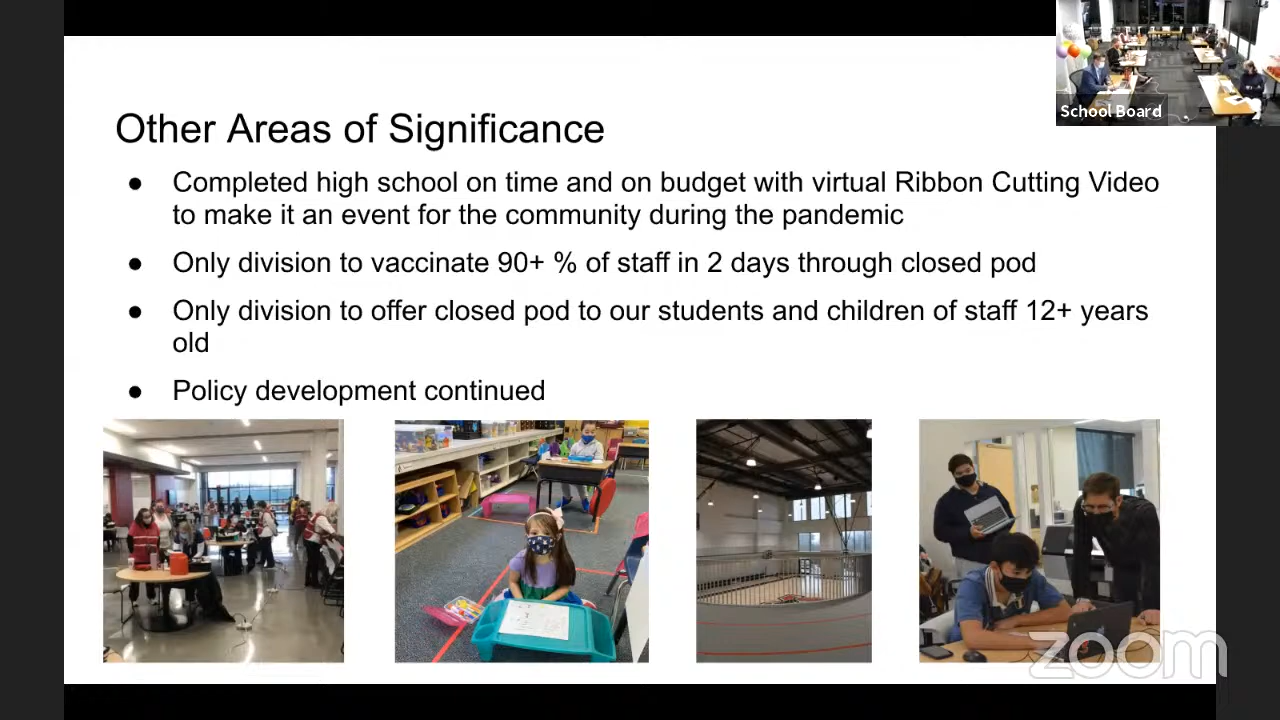 School Board
Other Areas of Significance
● Completed high school on time and on budget with virtual Ribbon Cutting Video
to make it an event for the community during the pandemic
● Only division to vaccinate 90+ % of staff in 2 days through closed pod
● Only division to offer closed pod to our students and children of staff 12+ years
old
● Policy development continued
zoom